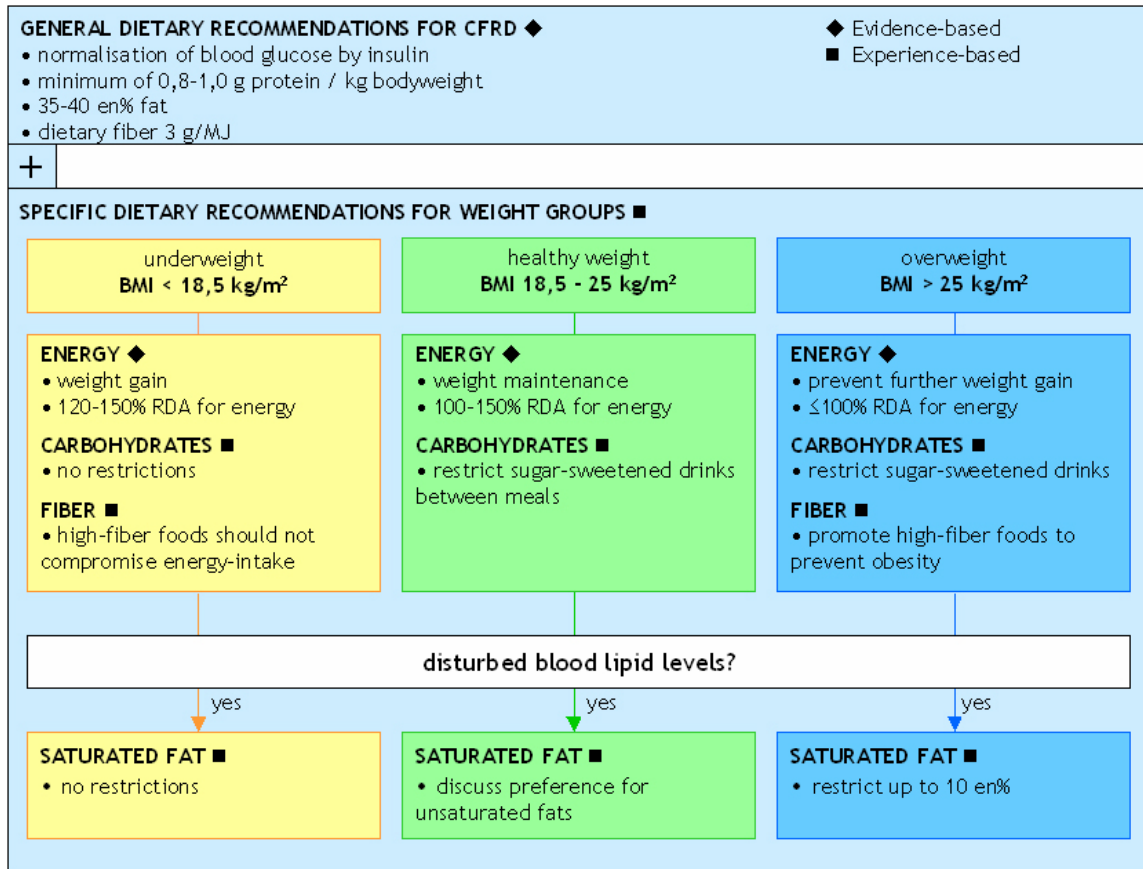 GENERAL DIETARY RECOMMENDATIONS FOR CFRD ◆
• normalisation of blood glucose by insulin
• minimum of 0,8-1,0 g protein / kg bodyweight
• 35-40 en% fat
• dietary fiber 3 g/MJ
◆ Evidence-based
■ Experience-based
+
SPECIFIC DIETARY RECOMMENDATIONS FOR WEIGHT GROUPS ■
underweight
BMI < 18,5 kg/m²
healthy weight
BMI 18,5 - 25 kg/m²
overweight
BMI > 25 kg/m²
ENERGY ◆
• weight gain
• 120-150% RDA for energy
CARBOHYDRATES ■
• no restrictions
FIBER ■
• high-fiber foods should not
compromise energy-intake
ENERGY ◆
• weight maintenance
• 100-150% RDA for energy
CARBOHYDRATES ■
• restrict sugar-sweetened drinks
between meals
ENERGY ◆
• prevent further weight gain
• ≤100% RDA for energy
CARBOHYDRATES ■
• restrict sugar-sweetened drinks
FIBER ■
• promote high-fiber foods to
prevent obesity
disturbed blood lipid levels?
yes
yes
yes
SATURATED FAT ■
• no restrictions
SATURATED FAT ■
• discuss preference for
unsaturated fats
SATURATED FAT ■
• restrict up to 10 en%